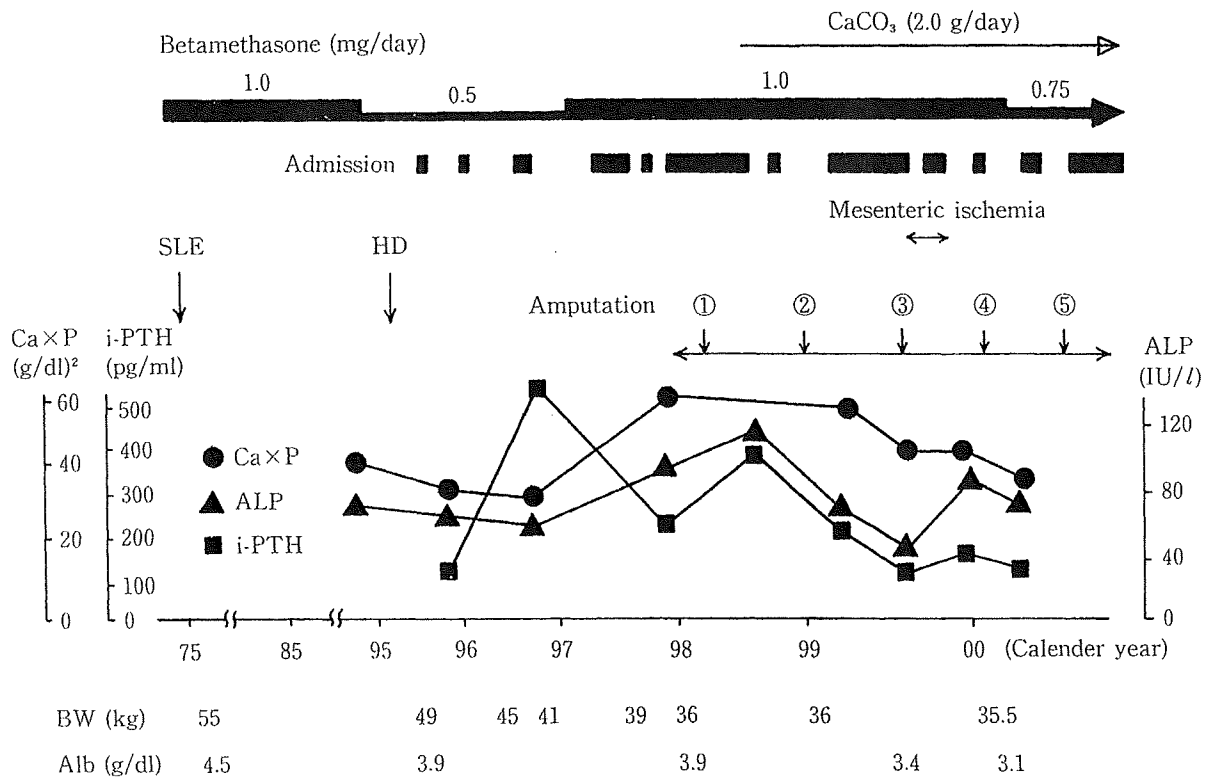 CaCO₃ (2.0 g/day)
Betamethasone (mg/day)
1.0 0.5 1.0 0.75
Admission
Mesenteric ischemia
SLE HD
Amputation ① ② ③ ④ ⑤
Ca×P i-PTH ALP
(g/dl)² (pg/ml) (IU/l)
60 500 120
400
Ca×P
40 300 80
ALP
20 200
i-PTH
100 40
0 0 0
75 85 95 96 97 98 99 00 (Calender year)
BW (kg) 55 49 45 41 39 36 36 35.5
Alb (g/dl) 4.5 3.9 3.9 3.4 3.1